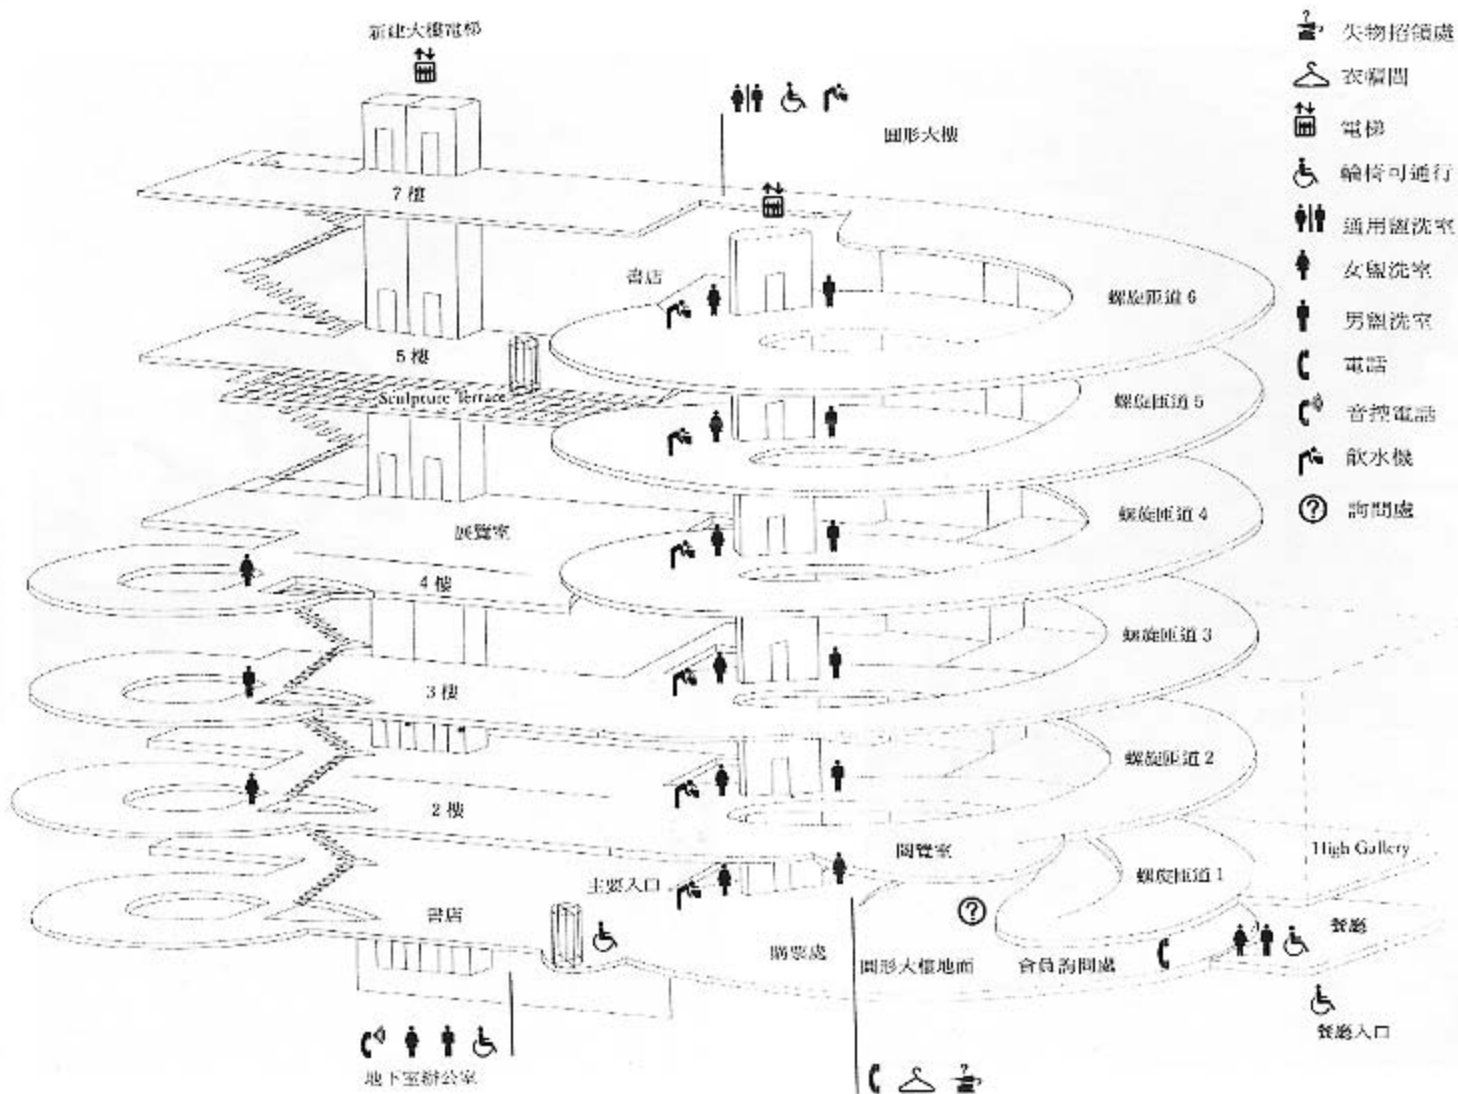 新建大樓電梯
圓形大樓
7 樓
書店
螺旋匝道 6
5 樓
Sculpture Terrace
螺旋匝道 5
展覽室
螺旋匝道 4
4 樓
螺旋匝道 3
3 樓
螺旋匝道 2
2 樓
閱覽室
High Gallery
螺旋匝道 1
主要入口
書店
餐廳
購票處
圓形大樓地面
會員詢問處
餐廳入口
地下室辦公室
失物招領處
衣帽間
電梯
輪椅可通行
通用盥洗室
女盥洗室
男盥洗室
電話
音控電話
飲水機
詢問處